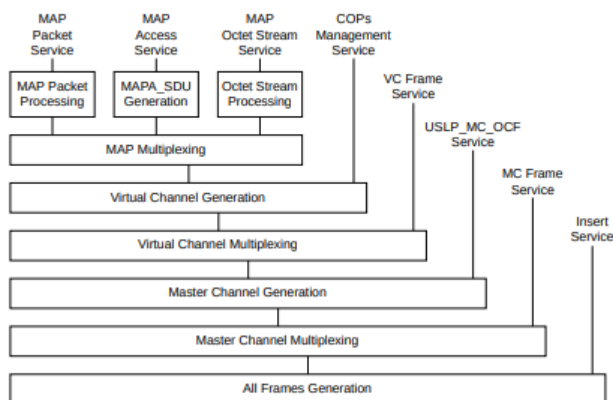 MAP
Packet
Service
MAP
Access
Service
MAP
Octet Stream
Service
COPs
Management
Service
VC Frame
Service
USLP_MC_OCF
Service
MC Frame
Service
Insert
Service
MAP Packet
Processing
MAPA_SDU
Generation
Octet Stream
Processing
MAP Multiplexing
Virtual Channel Generation
Virtual Channel Multiplexing
Master Channel Generation
Master Channel Multiplexing
All Frames Generation